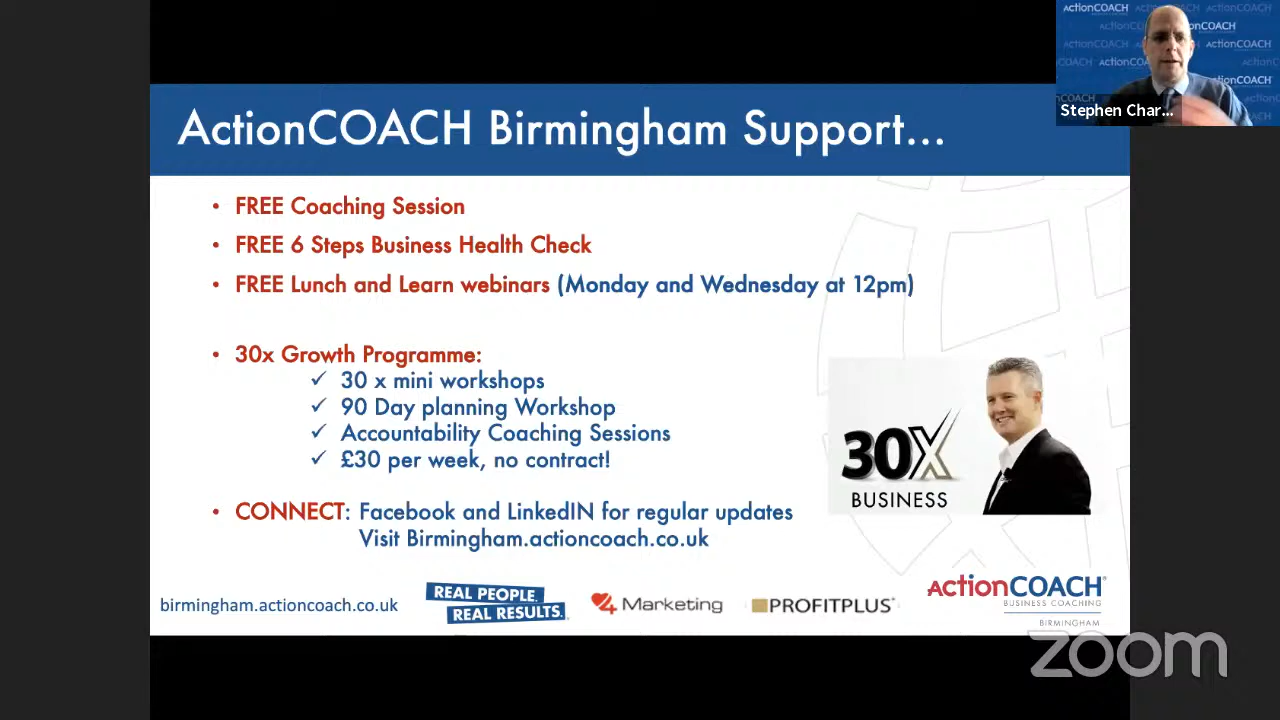 actionCOACH
Stephen Char...
ActionCOACH Birmingham Support...
• FREE Coaching Session
• FREE 6 Steps Business Health Check
• FREE Lunch and Learn webinars (Monday and Wednesday at 12pm)
• 30x Growth Programme:
✓ 30 x mini workshops
✓ 90 Day planning Workshop
✓ Accountability Coaching Sessions
✓ £30 per week, no contract!
30X
BUSINESS
• CONNECT: Facebook and LinkedIN for regular updates
Visit Birmingham.actioncoach.co.uk
birmingham.actioncoach.co.uk
REAL PEOPLE.
REAL RESULTS.
4 Marketing
PROFITPLUS
actionCOACH
BUSINESS COACHING
BIRMINGHAM
zoom